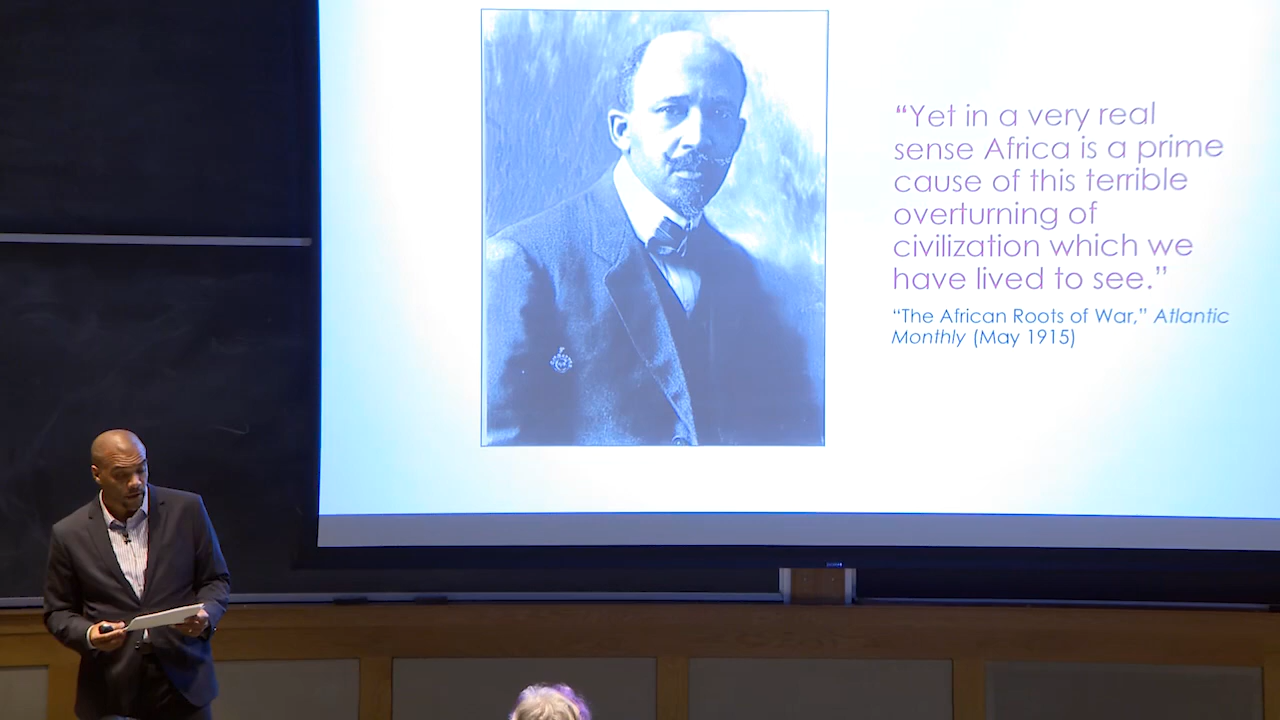 “Yet in a very real
sense Africa is a prime
cause of this terrible
overturning of
civilization which we
have lived to see.”
“The African Roots of War,” Atlantic
Monthly (May 1915)